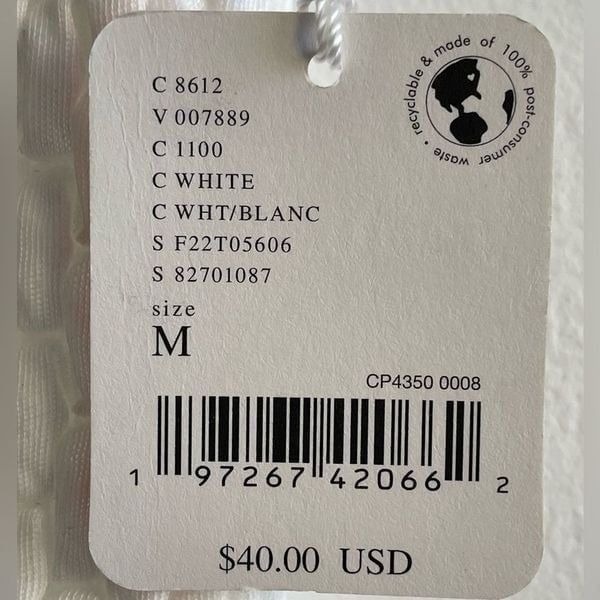 recyclable & made of 100% post-consumer waste •
C 8612
V 007889
C 1100
C WHITE
C WHT/BLANC
S F22T05606
S 82701087
size
M
CP4350 0008
1 97267 42066 2
$40.00 USD